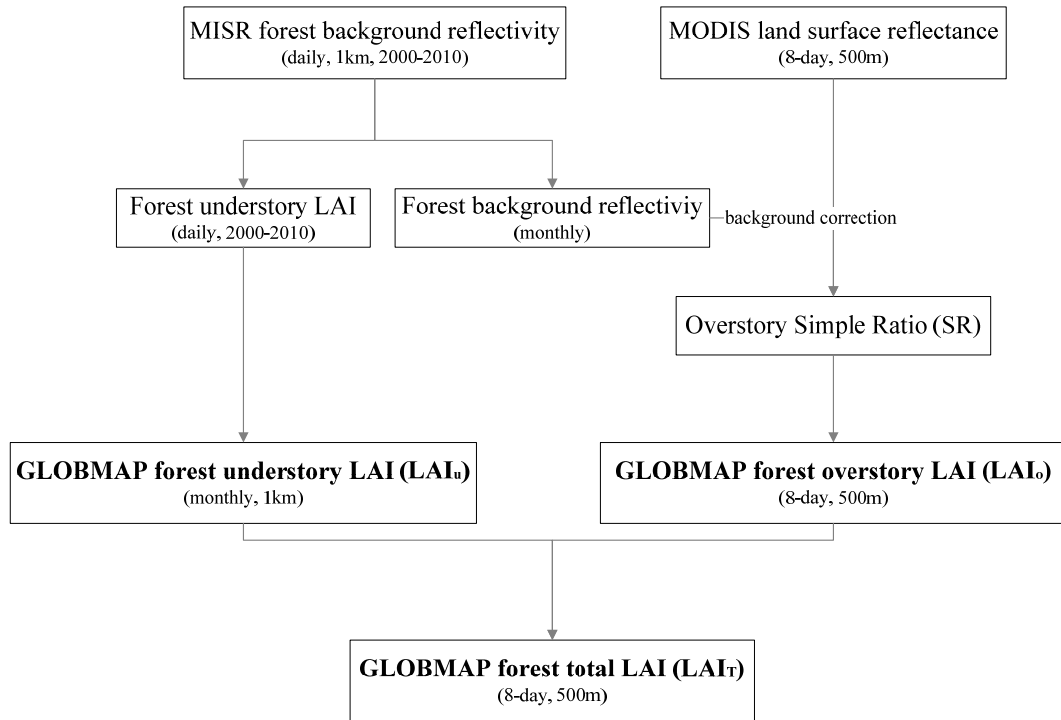 MISR forest background reflectivity
(daily, 1km, 2000-2010)
MODIS land surface reflectance
(8-day, 500m)
Forest understory LAI
(daily, 2000-2010)
Forest background reflectiviy
(monthly)
background correction
Overstory Simple Ratio (SR)
GLOBMAP forest understory LAI (LAIu)
(monthly, 1km)
GLOBMAP forest overstory LAI (LAIo)
(8-day, 500m)
GLOBMAP forest total LAI (LAIT)
(8-day, 500m)